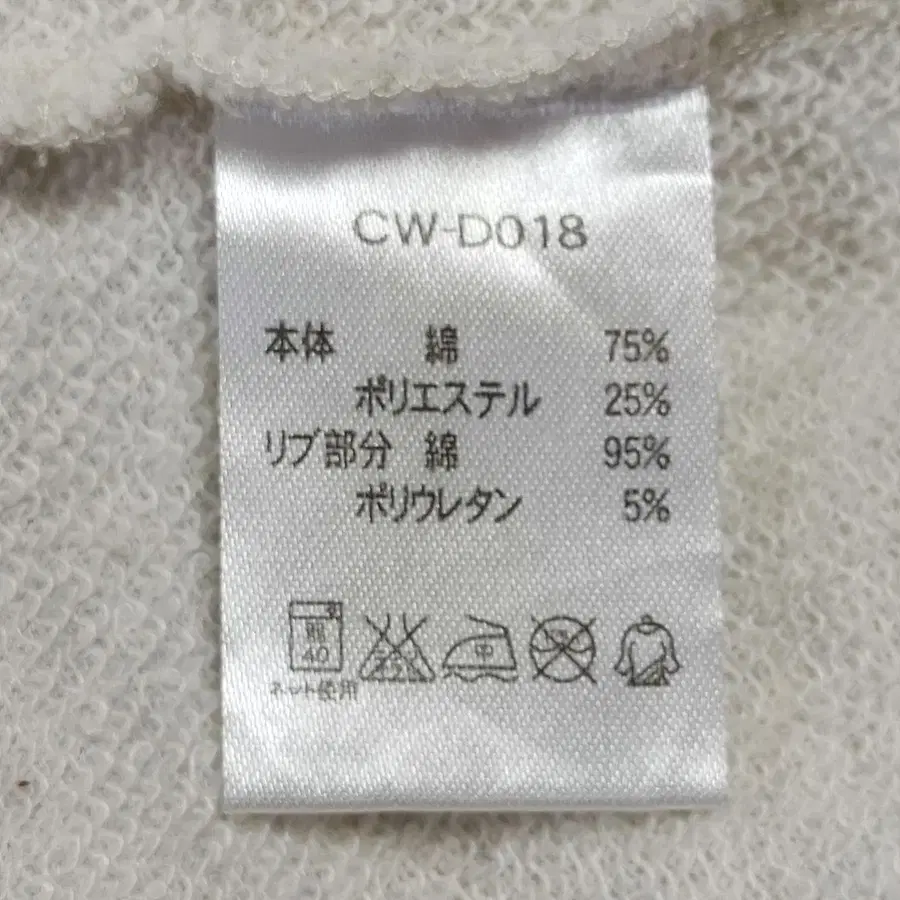 CW-D018
本体 綿 75%
ポリエステル 25%
リブ部分 綿 95%
ポリウレタン 5%
弱 40 中
ネット使用